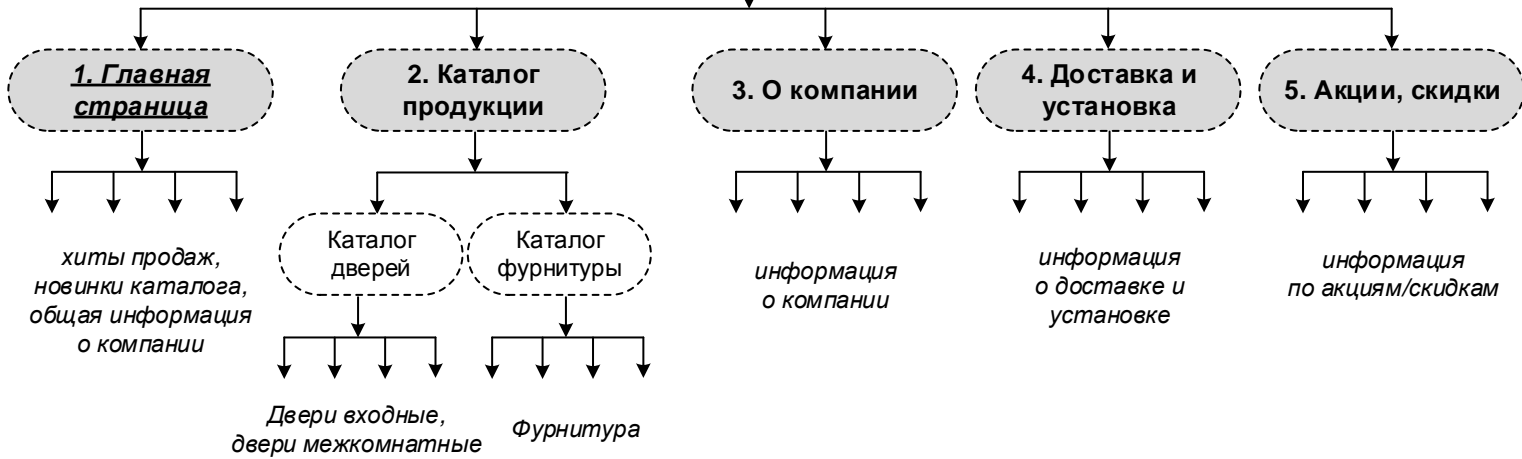 1. Главная
страница
2. Каталог
продукции
3. О компании
4. Доставка и
установка
5. Акции, скидки
хиты продаж,
новинки каталога,
общая информация
о компании
Каталог
дверей
Каталог
фурнитуры
Двери входные,
двери межкомнатные
Фурнитура
информация
о компании
информация
о доставке и
установке
информация
по акциям/скидкам